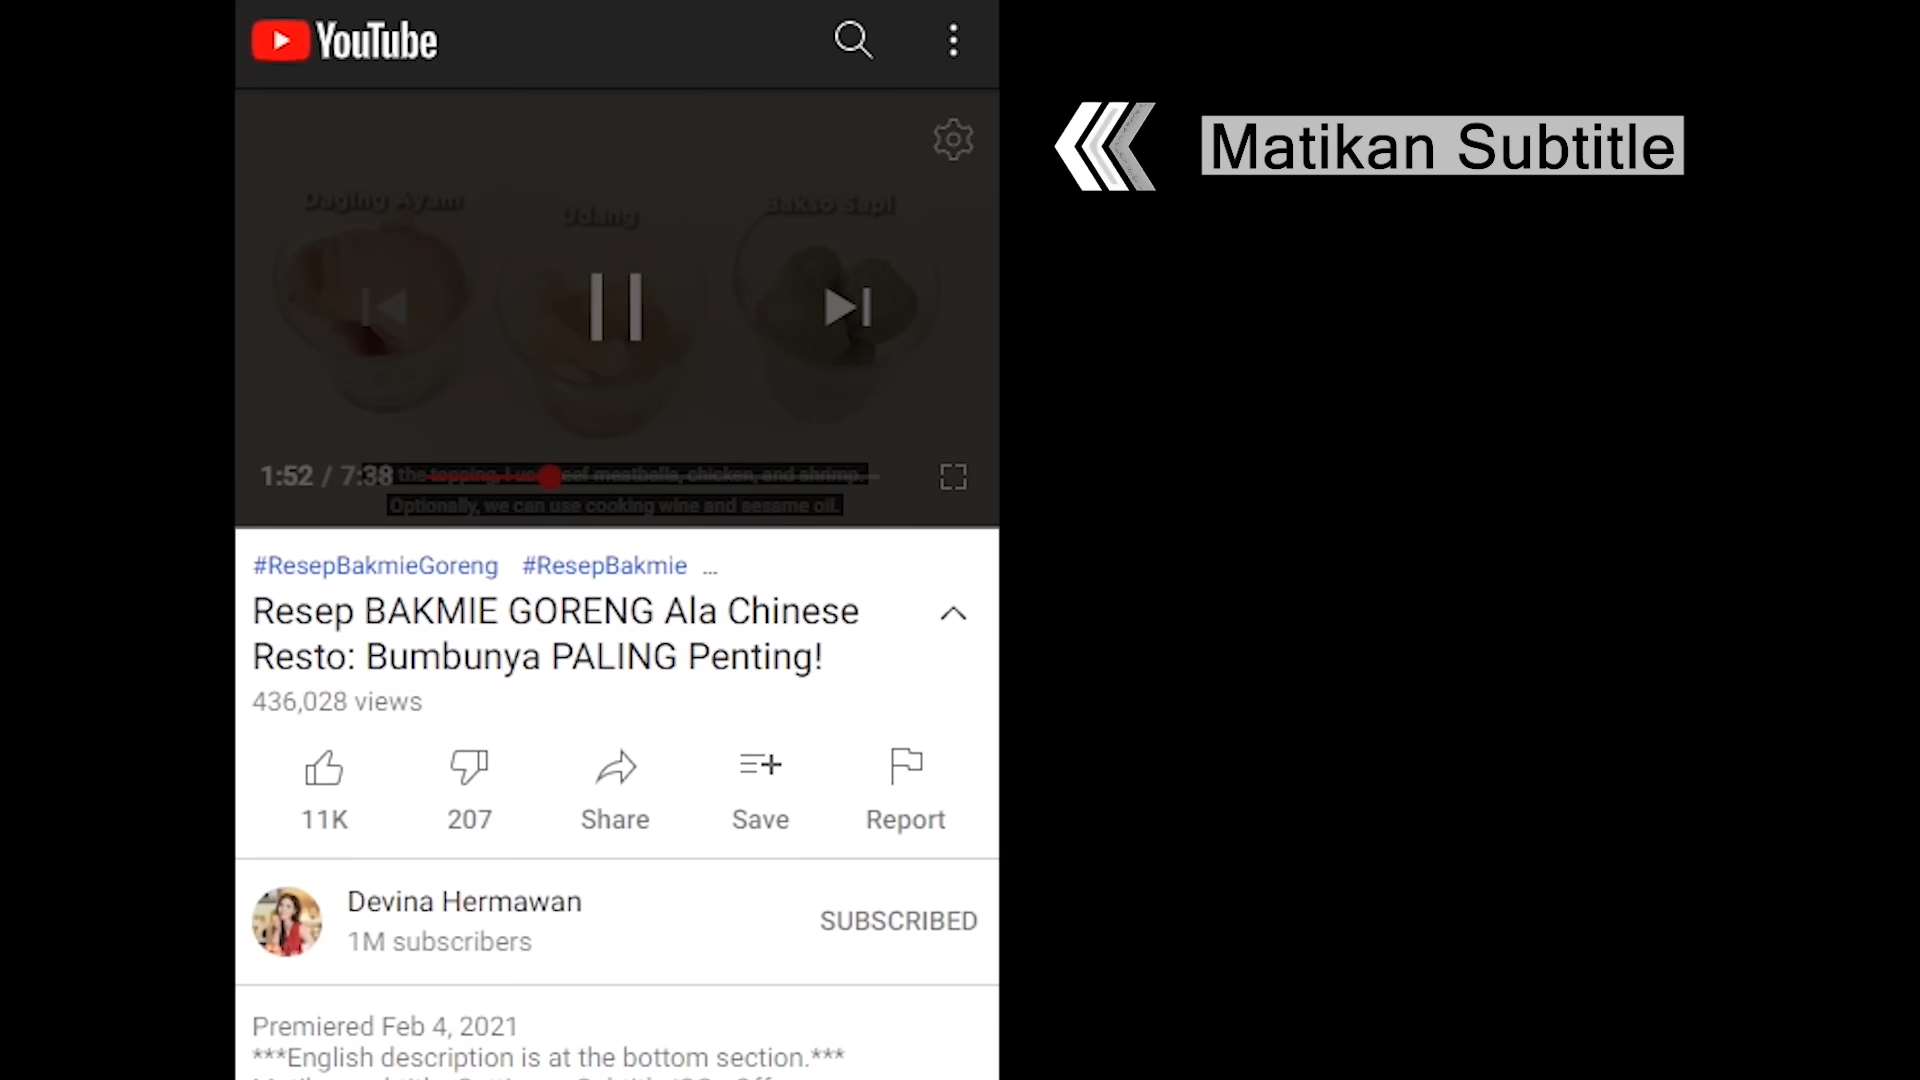 YouTube
Matikan Subtitle
Daging Ayam
Udang
Bakso Sapi
1:52 / 7:38
the topping, I use beef meatballs, chicken, and shrimp.
Optionally, we can use cooking wine and sesame oil.
#ResepBakmieGoreng #ResepBakmie ...
Resep BAKMIE GORENG Ala Chinese
Resto: Bumbunya PALING Penting!
436,028 views
11K
207
Share
Save
Report
Devina Hermawan
1M subscribers
SUBSCRIBED
Premiered Feb 4, 2021
***English description is at the bottom section.***